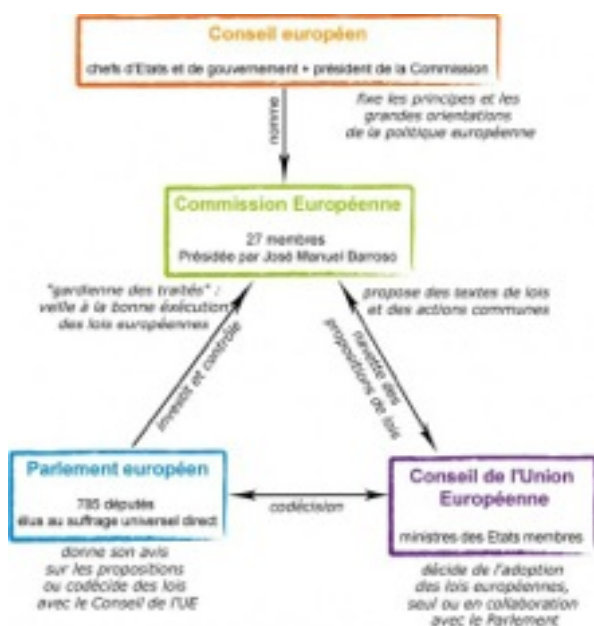 Conseil européen
chefs d'Etats et de gouvernement + président de la Commission
nomme
fixe les principes et les
grandes orientations
de la politique européenne
Commission Européenne
27 membres
Présidée par José Manuel Barroso
"gardienne des traités" :
veille à la bonne éxécution
des lois européennes
propose des textes de lois
et des actions communes
investit et contrôle
navette des
propositions de lois
Parlement européen
785 députés
élus au suffrage universel direct
codécision
Conseil de l'Union
Européenne
ministres des Etats membres
donne son avis
sur les propositions
ou codécide des lois
avec le Conseil de l'UE
décide de l'adoption
des lois européennes,
seul ou en collaboration
avec le Parlement